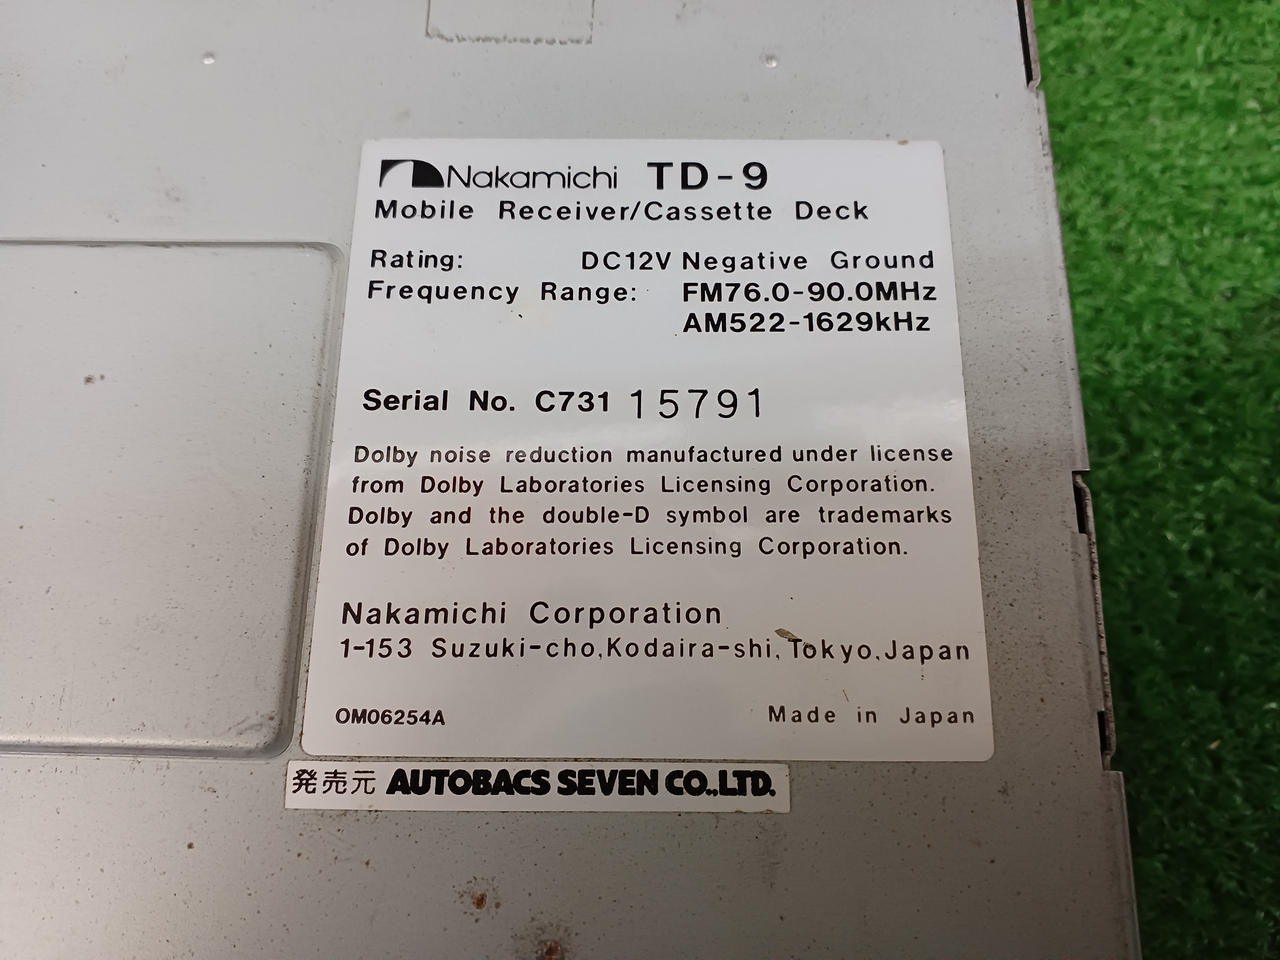 Nakamichi TD-9
Mobile Receiver/Cassette Deck
Rating: DC12V Negative Ground
Frequency Range: FM76.0-90.0MHz
AM522-1629kHz
Serial No. C731 15791
Dolby noise reduction manufactured under license
from Dolby Laboratories Licensing Corporation.
Dolby and the double-D symbol are trademarks
of Dolby Laboratories Licensing Corporation.
Nakamichi Corporation
1-153 Suzuki-cho,Kodaira-shi, Tokyo,Japan
OM06254A Made in Japan
発売元 AUTOBACS SEVEN CO.,LTD.